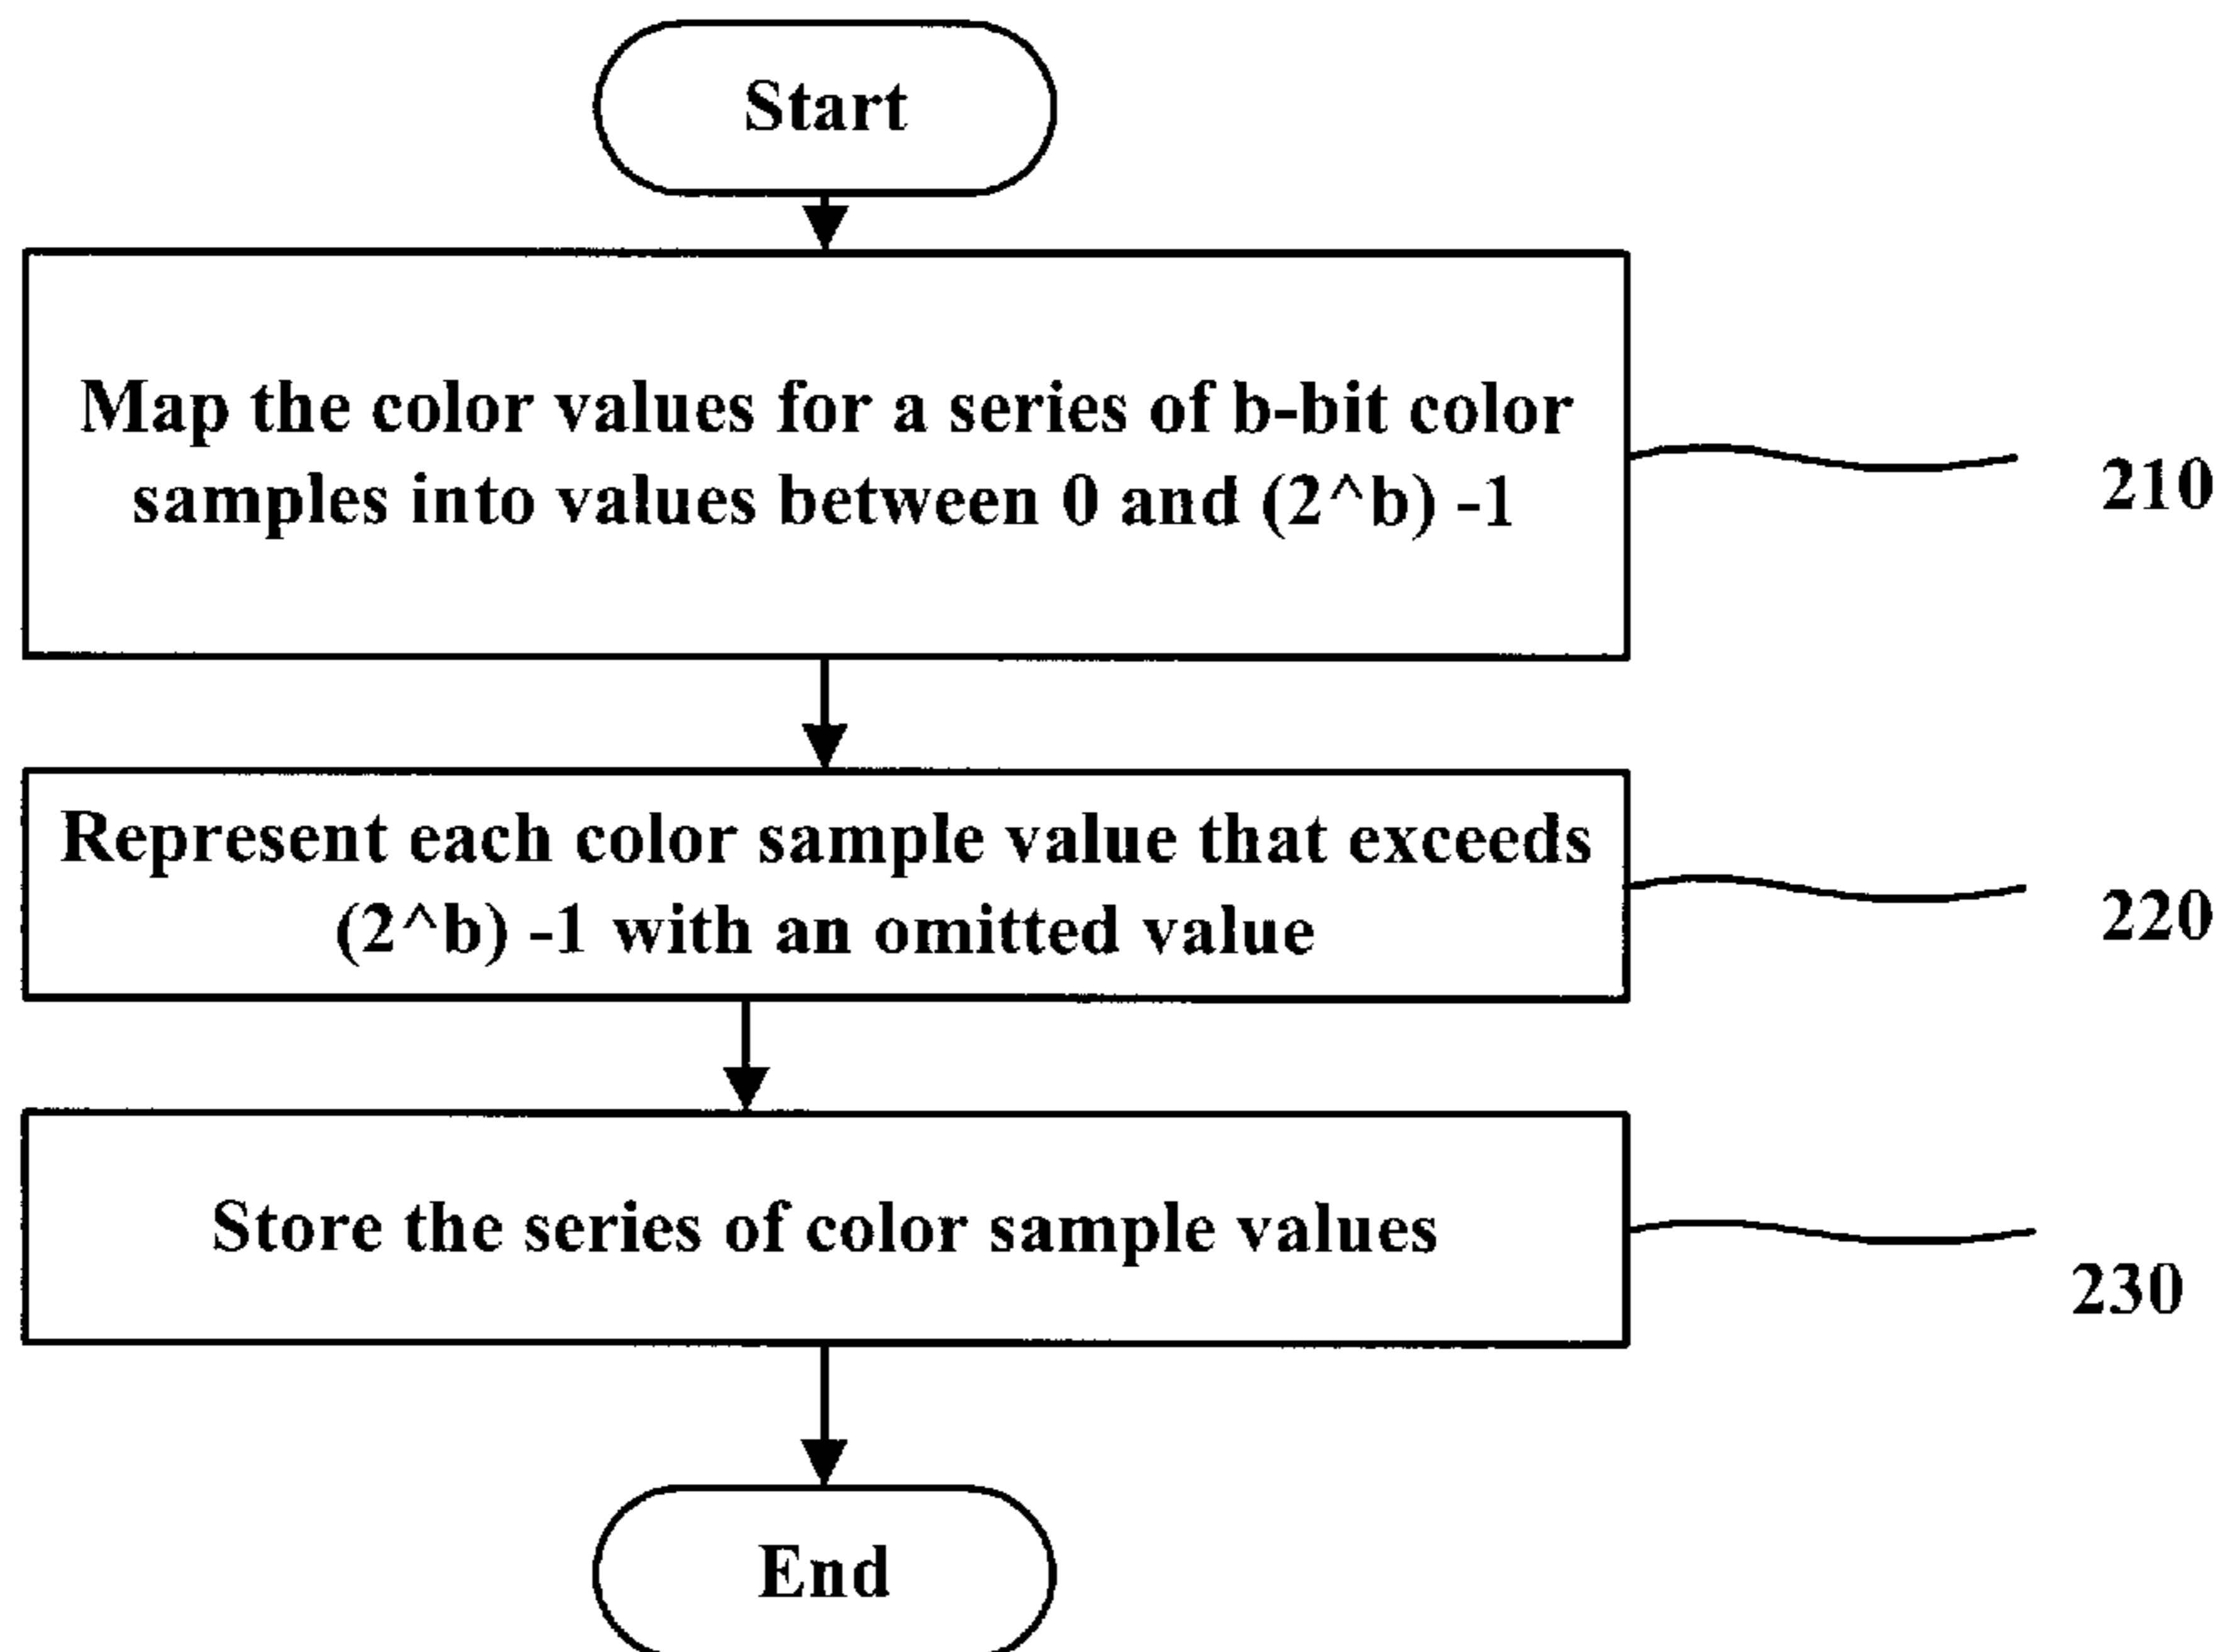 Start
Map the color values for a series of b-bit color
samples into values between 0 and (2^b) -1
210
Represent each color sample value that exceeds
(2^b) -1 with an omitted value
220
Store the series of color sample values
230
End